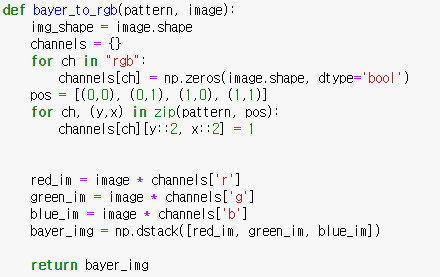 def bayer_to_rgb(pattern, image):
    img_shape = image.shape
    channels = {}
    for ch in "rgb":
        channels[ch] = np.zeros(image.shape, dtype='bool')
    pos = [(0,0), (0,1), (1,0), (1,1)]
    for ch, (y,x) in zip(pattern, pos):
        channels[ch][y::2, x::2] = 1
    red_im = image * channels['r']
    green_im = image * channels['g']
    blue_im = image * channels['b']
    bayer_img = np.dstack([red_im, green_im, blue_im])
    return bayer_img